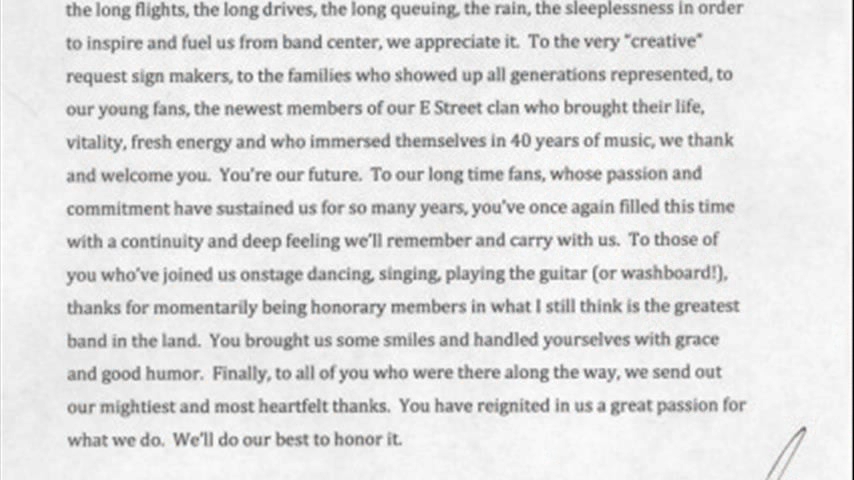 the long flights, the long drives, the long queuing, the rain, the sleeplessness in order
to inspire and fuel us from band center, we appreciate it.  To the very "creative"
request sign makers, to the families who showed up all generations represented, to
our young fans, the newest members of our E Street clan who brought their life,
vitality, fresh energy and who immersed themselves in 40 years of music, we thank
and welcome you.  You're our future.  To our long time fans, whose passion and
commitment have sustained us for so many years, you've once again filled this time
with a continuity and deep feeling we'll remember and carry with us.  To those of
you who've joined us onstage dancing, singing, playing the guitar (or washboard!),
thanks for momentarily being honorary members in what I still think is the greatest
band in the land.  You brought us some smiles and handled yourselves with grace
and good humor.  Finally, to all of you who were there along the way, we send out
our mightiest and most heartfelt thanks.  You have reignited in us a great passion for
what we do.  We'll do our best to honor it.